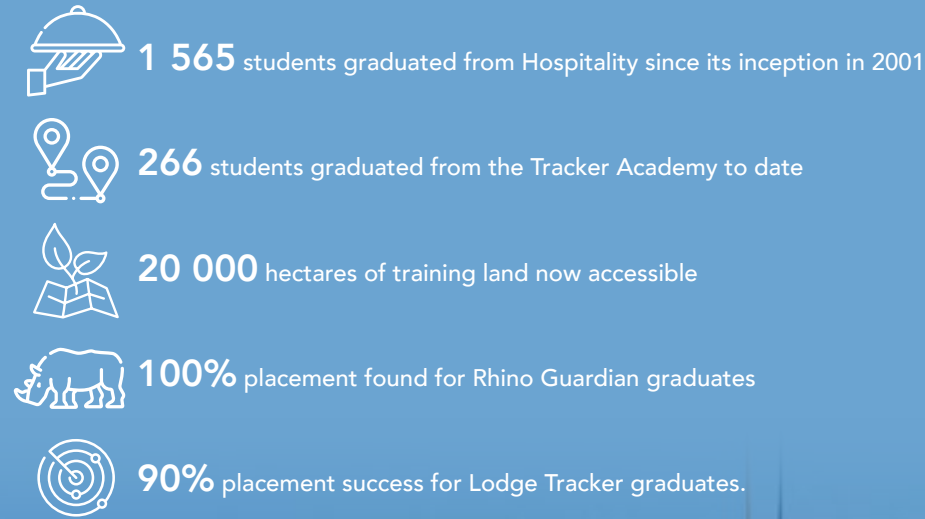 1 565 students graduated from Hospitality since its inception in 2001
266 students graduated from the Tracker Academy to date
20 000 hectares of training land now accessible
100% placement found for Rhino Guardian graduates
90% placement success for Lodge Tracker graduates.